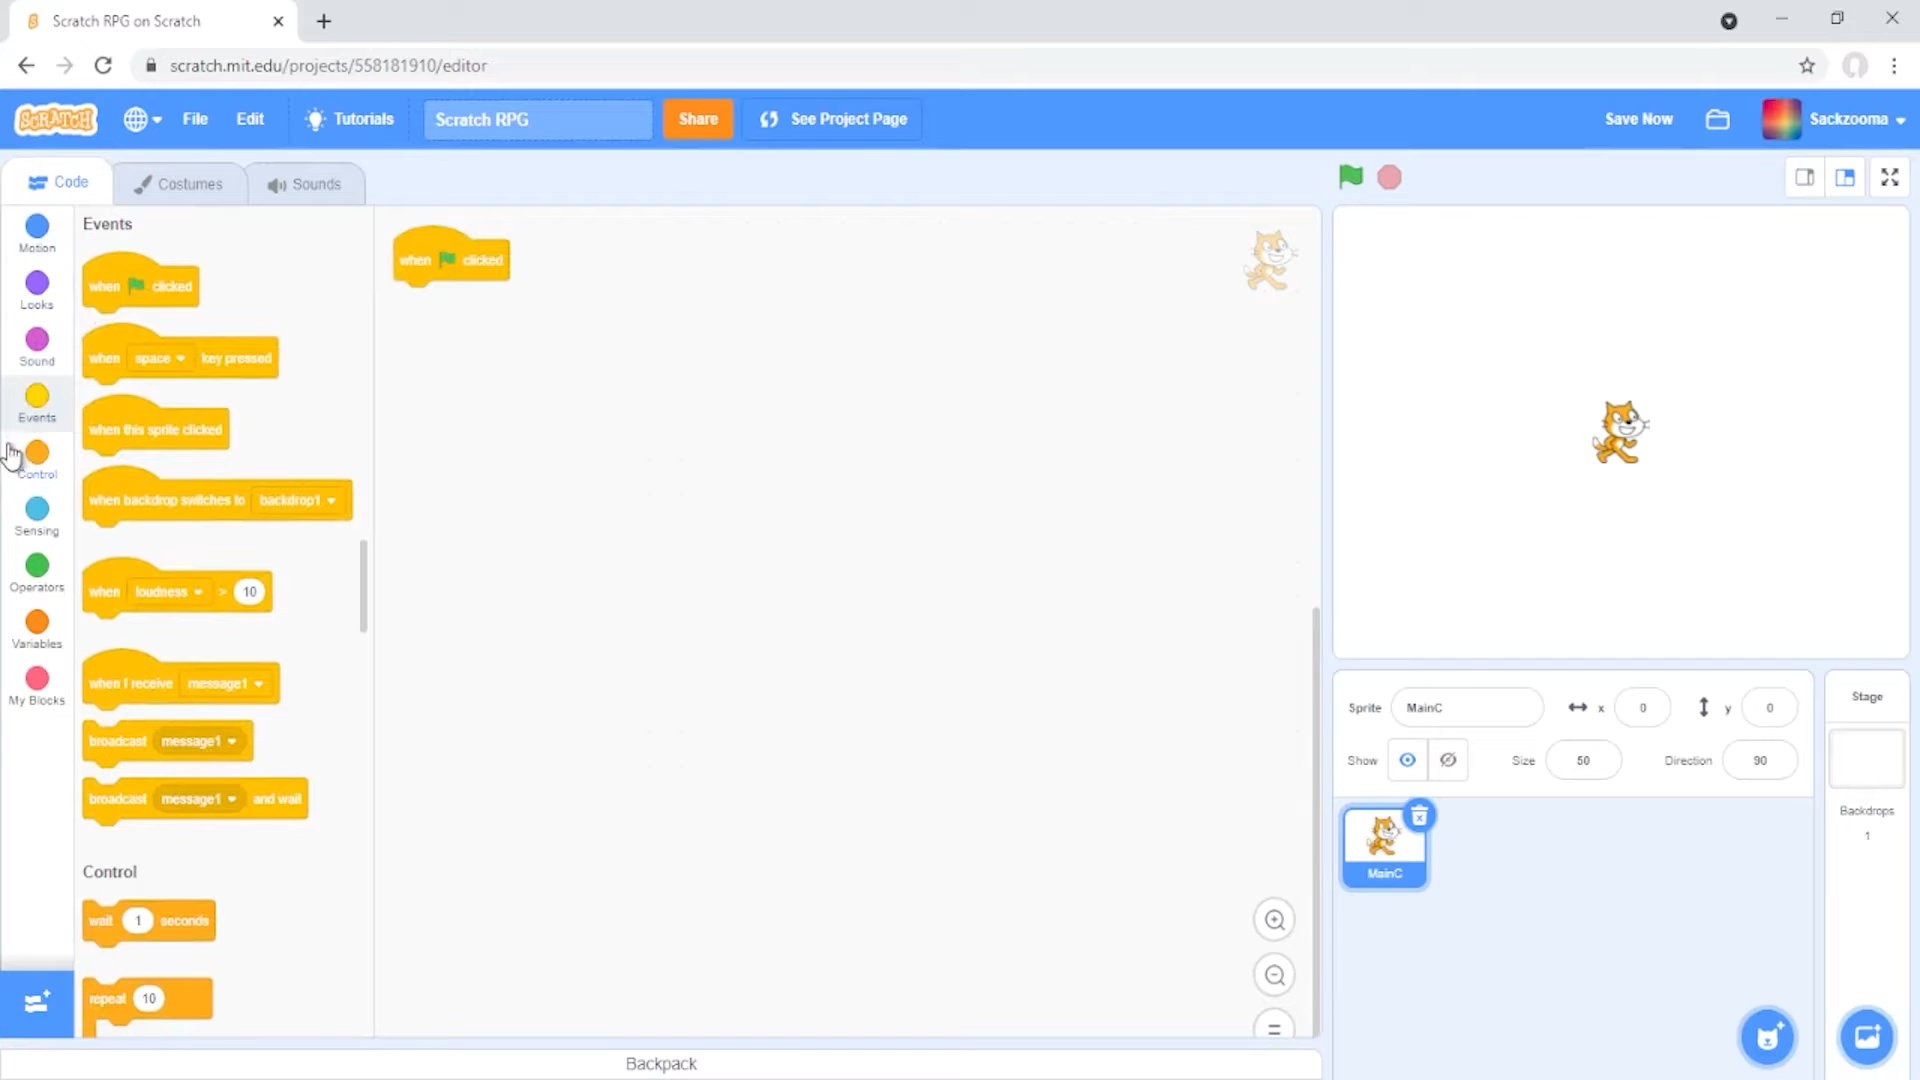 Scratch RPG on Scratch
scratch.mit.edu/projects/558181910/editor
SCRATCH
File
Edit
Tutorials
Scratch RPG
Share
See Project Page
Save Now
Sackzooma
Code
Costumes
Sounds
Motion
Looks
Sound
Events
Control
Sensing
Operators
Variables
My Blocks
Events
when clicked
when space key pressed
when this sprite clicked
when backdrop switches to backdrop1
when loudness > 10
when I receive message1
broadcast message1
broadcast message1 and wait
Control
wait 1 seconds
repeat 10
when clicked
Sprite MainC x 0 y 0
Show Size 50 Direction 90
MainC
Stage
Backdrops
1
Backpack